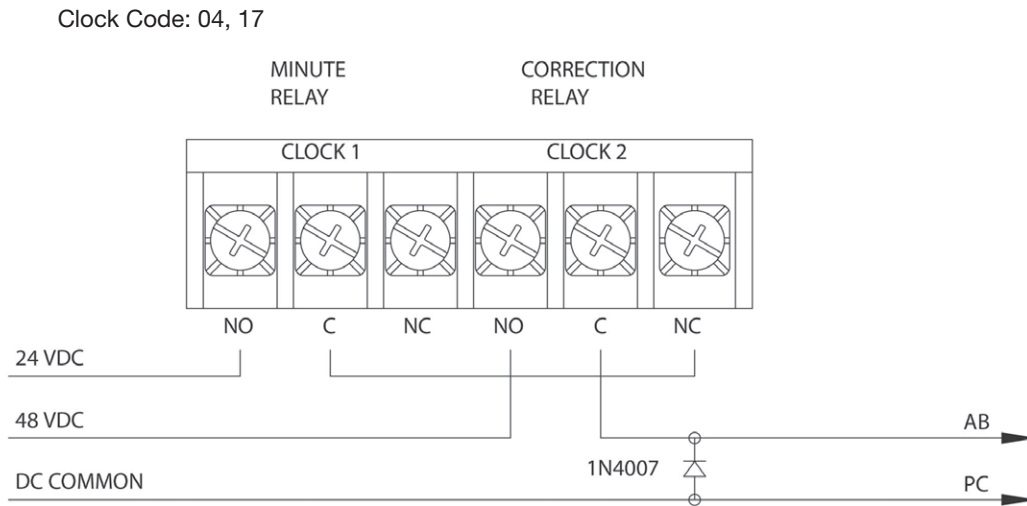 Clock Code: 04, 17
MINUTE
RELAY
CORRECTION
RELAY
CLOCK 1
CLOCK 2
NO C NC NO C NC
24 VDC
48 VDC
AB
1N4007
DC COMMON
PC